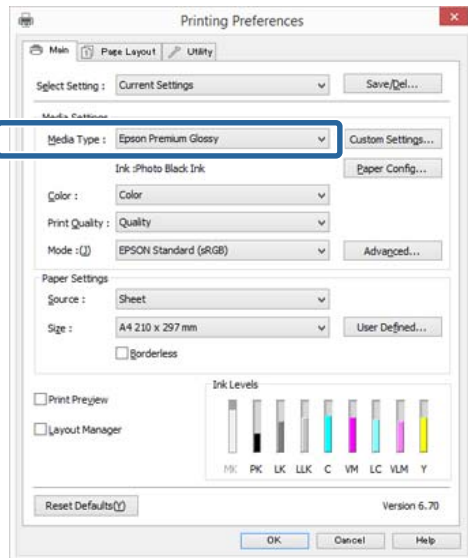 Printing Preferences
Main Page Layout Utility
Select Setting : Current Settings Save/Del...
Media Settings
Media Type : Epson Premium Glossy Custom Settings...
Ink :Photo Black Ink Paper Config...
Color : Color
Print Quality : Quality
Mode :(J) EPSON Standard (sRGB) Advanced...
Paper Settings
Source : Sheet
Size : A4 210 x 297 mm User Defined...
Borderless
Ink Levels
Print Preview
Layout Manager
MK PK LK LLK C VM LC VLM Y
Reset Defaults(Y) Version 6.70
OK Cancel Help